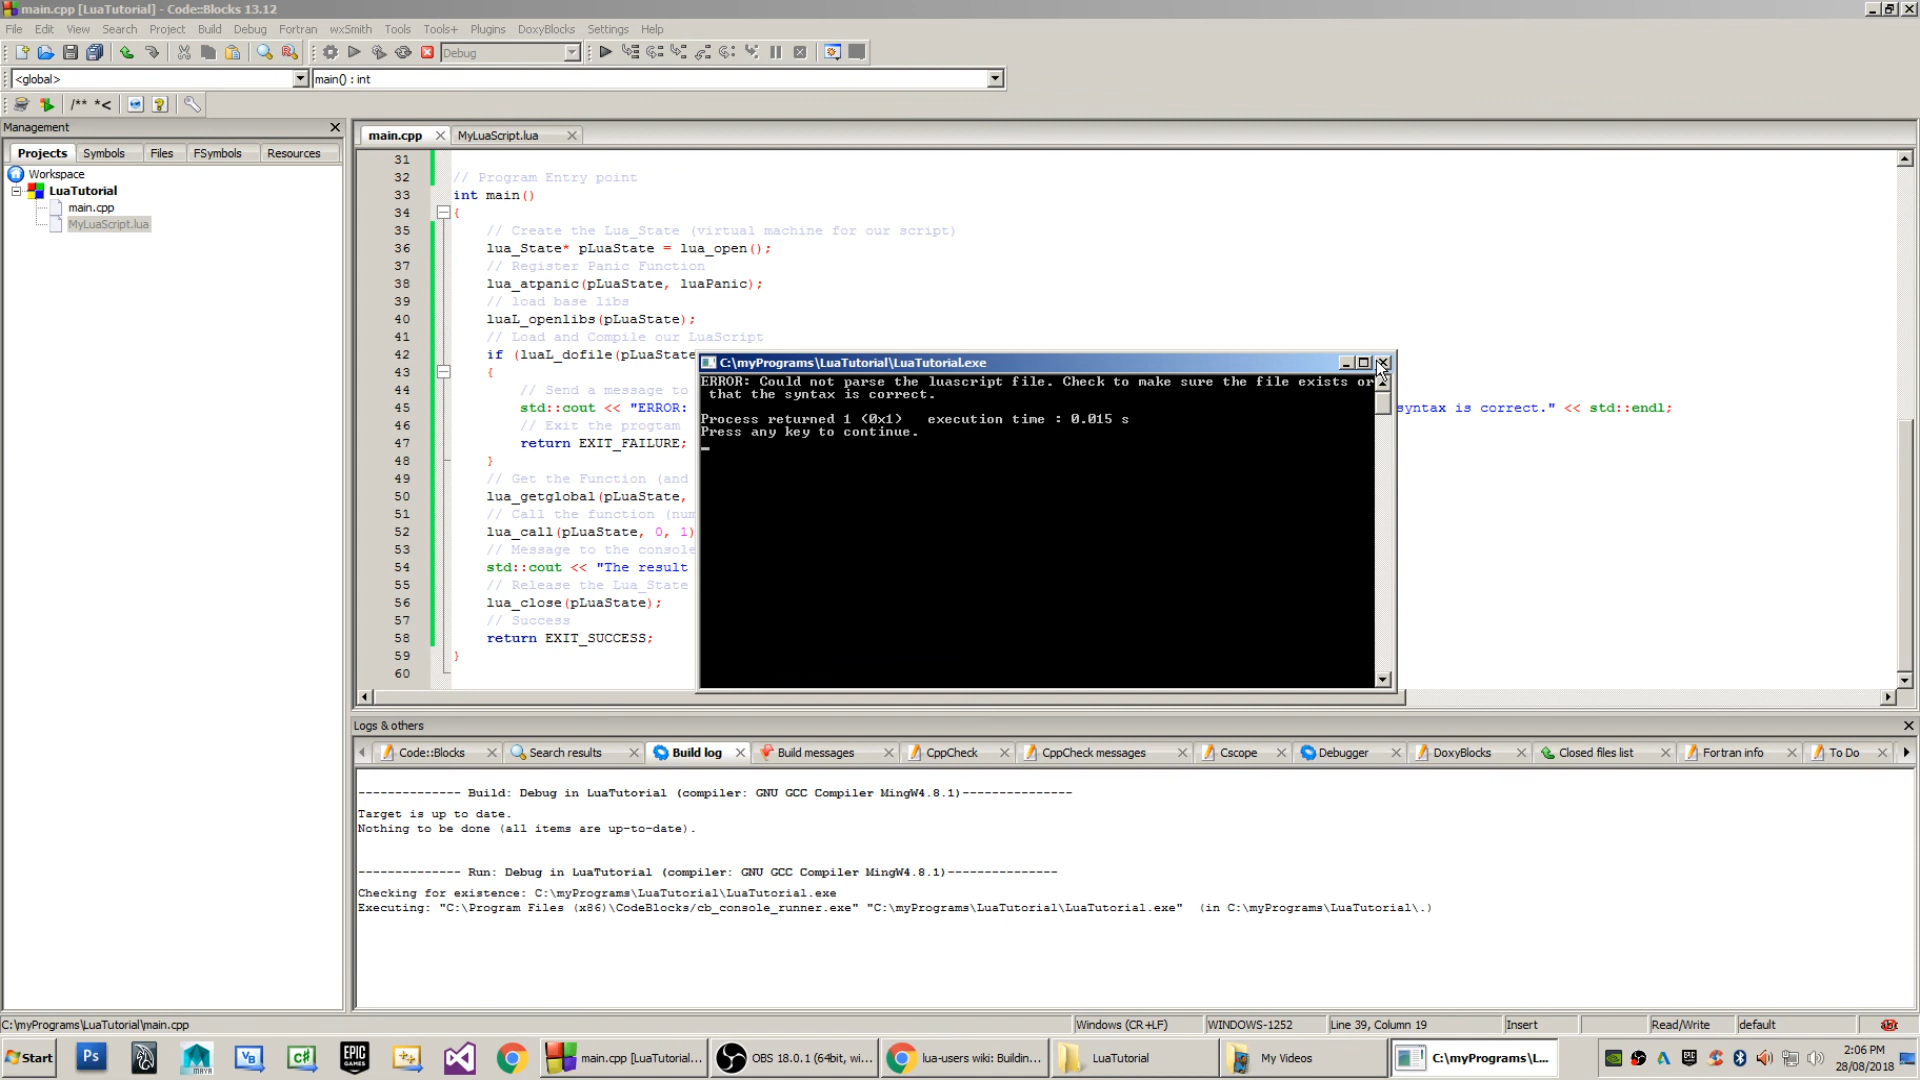 main.cpp [LuaTutorial] - Code::Blocks 13.12
File Edit View Search Project Build Debug Fortran wxSmith Tools Tools+ Plugins DoxyBlocks Settings Help
Debug
<global> main() : int
/** *<
Management
Projects Symbols Files FSymbols Resources
Workspace
LuaTutorial
main.cpp
MyLuaScript.lua
main.cpp MyLuaScript.lua
31
32 // Program Entry point
33 int main()
34 {
35 // Create the Lua_State (virtual machine for our script)
36 lua_State* pLuaState = lua_open();
37 // Register Panic Function
38 lua_atpanic(pLuaState, luaPanic);
39 // load base libs
40 luaL_openlibs(pLuaState);
41 // Load and Compile our LuaScript
42 if (luaL_dofile(pLuaState
43 {
44 // Send a message to
45 std::cout << "ERROR: syntax is correct." << std::endl;
46 // Exit the progtam
47 return EXIT_FAILURE;
48 }
49 // Get the Function (and
50 lua_getglobal(pLuaState,
51 // Call the function (num
52 lua_call(pLuaState, 0, 1)
53 // Message to the console
54 std::cout << "The result
55 // Release the Lua_State
56 lua_close(pLuaState);
57 // Success
58 return EXIT_SUCCESS;
59 }
60
C:\myPrograms\LuaTutorial\LuaTutorial.exe
ERROR: Could not parse the luascript file. Check to make sure the file exists or
that the syntax is correct.
Process returned 1 (0x1) execution time : 0.015 s
Press any key to continue.
Logs & others
Code::Blocks Search results Build log Build messages CppCheck CppCheck messages Cscope Debugger DoxyBlocks Closed files list Fortran info To Do
-------------- Build: Debug in LuaTutorial (compiler: GNU GCC Compiler MingW4.8.1)---------------
Target is up to date.
Nothing to be done (all items are up-to-date).
-------------- Run: Debug in LuaTutorial (compiler: GNU GCC Compiler MingW4.8.1)---------------
Checking for existence: C:\myPrograms\LuaTutorial\LuaTutorial.exe
Executing: "C:\Program Files (x86)\CodeBlocks/cb_console_runner.exe" "C:\myPrograms\LuaTutorial\LuaTutorial.exe" (in C:\myPrograms\LuaTutorial\.)
C:\myPrograms\LuaTutorial\main.cpp Windows (CR+LF) WINDOWS-1252 Line 39, Column 19 Insert Read/Write default
Start Ps MAYA VB C# EPIC GAMES main.cpp [LuaTutorial... OBS 18.0.1 (64bit, wi... lua-users wiki: Buildin... LuaTutorial My Videos C:\myPrograms\L... 2:06 PM
28/08/2018